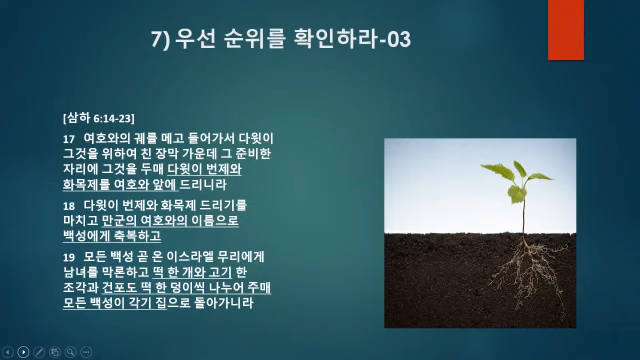 7) 우선 순위를 확인하라-03
[삼하 6:14-23]
17 여호와의 궤를 메고 들어가서 다윗이
그것을 위하여 친 장막 가운데 그 준비한
자리에 그것을 두매 다윗이 번제와
화목제를 여호와 앞에 드리니라
18 다윗이 번제와 화목제 드리기를
마치고 만군의 여호와의 이름으로
백성에게 축복하고
19 모든 백성 곧 온 이스라엘 무리에게
남녀를 막론하고 떡 한 개와 고기 한
조각과 건포도 떡 한 덩이씩 나누어 주매
모든 백성이 각기 집으로 돌아가니라